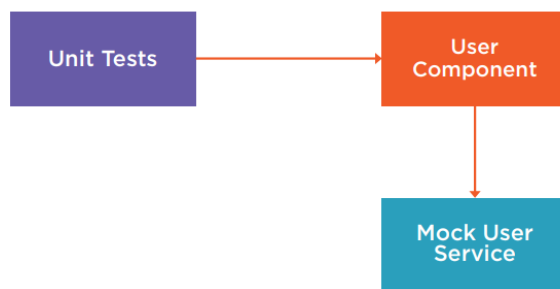 Unit Tests
User
Component
Mock User
Service